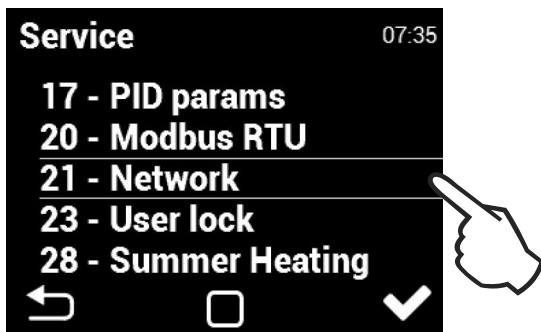 Service 07:35
17 - PID params
20 - Modbus RTU
21 - Network
23 - User lock
28 - Summer Heating